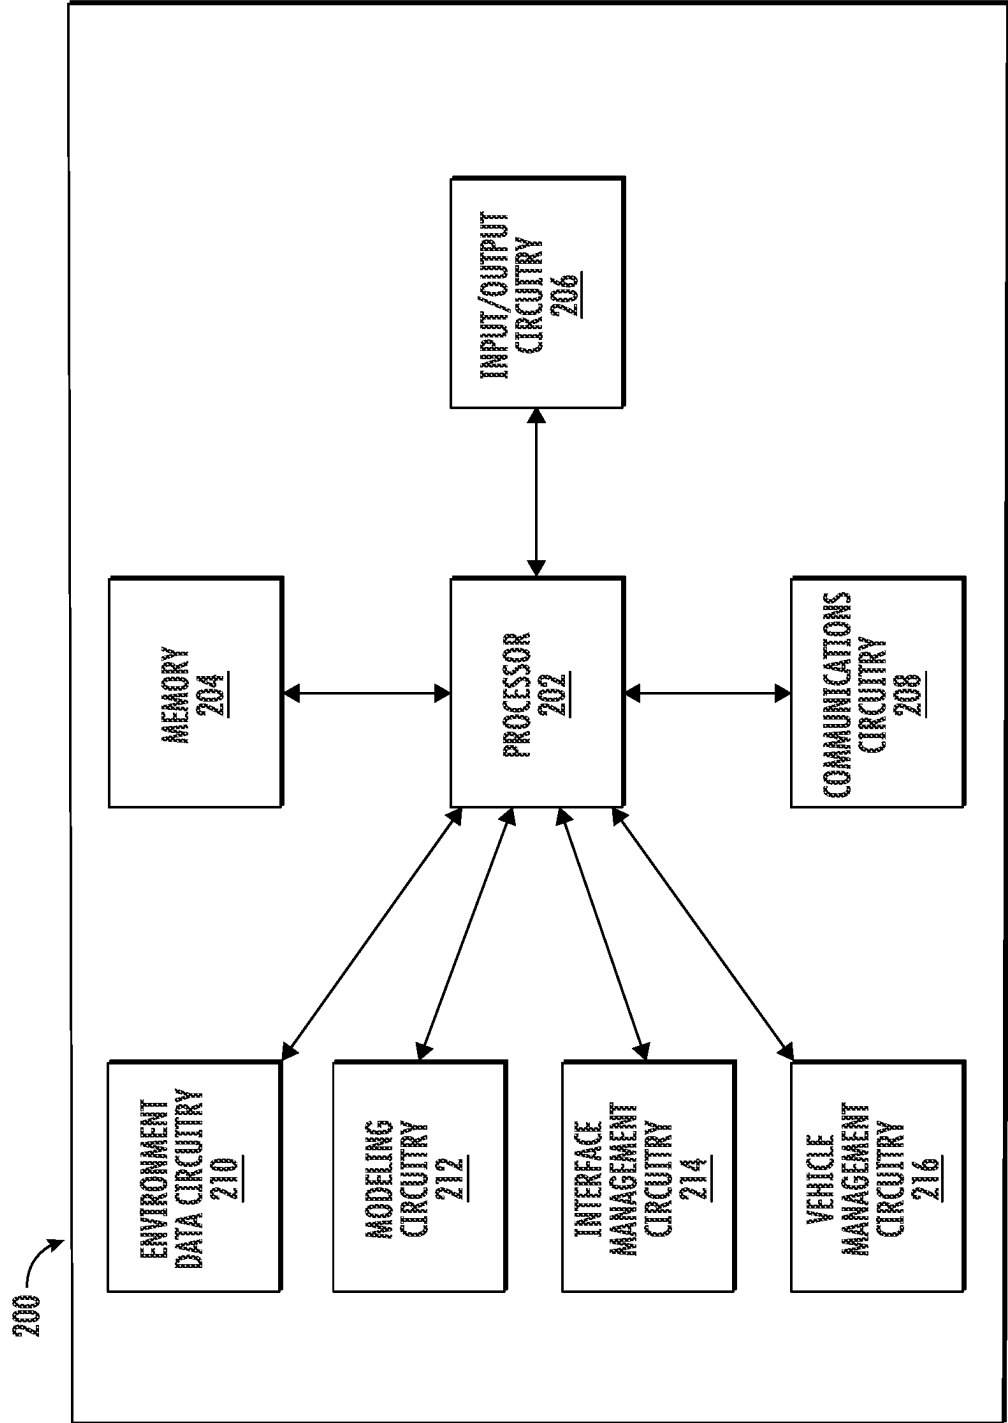 200
ENVIRONMENT
DATA CIRCUITRY
210
MODELING
CIRCUITRY
212
INTERFACE
MANAGEMENT
CIRCUITRY
214
VEHICLE
MANAGEMENT
CIRCUITRY
216
MEMORY
204
PROCESSOR
202
COMMUNICATIONS
CIRCUITRY
208
INPUT/OUTPUT
CIRCUITRY
206